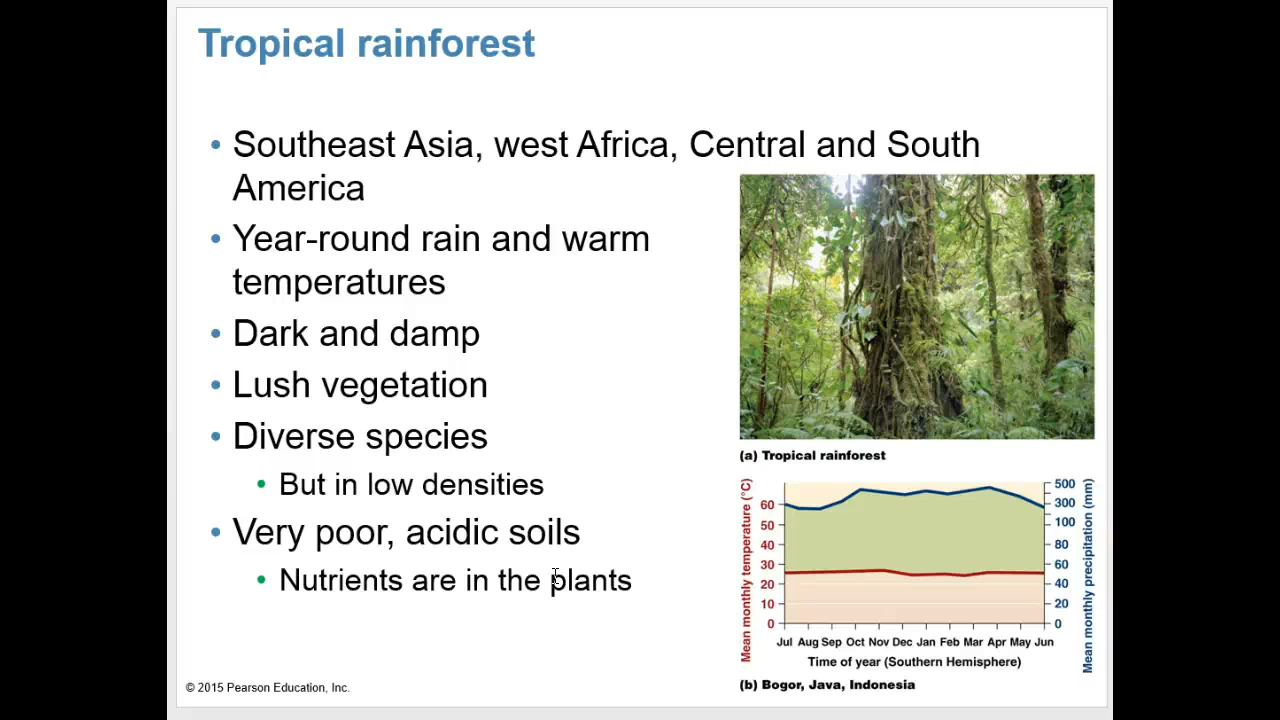 Tropical rainforest
• Southeast Asia, west Africa, Central and South
America
• Year-round rain and warm
temperatures
• Dark and damp
• Lush vegetation
• Diverse species
• But in low densities
• Very poor, acidic soils
• Nutrients are in the plants
(a) Tropical rainforest
Mean monthly temperature (°C)
60
50
40
30
20
10
0
500
300
100
80
60
40
20
0
Mean monthly precipitation (mm)
Jul Aug Sep Oct Nov Dec Jan Feb Mar Apr May Jun
Time of year (Southern Hemisphere)
(b) Bogor, Java, Indonesia
© 2015 Pearson Education, Inc.